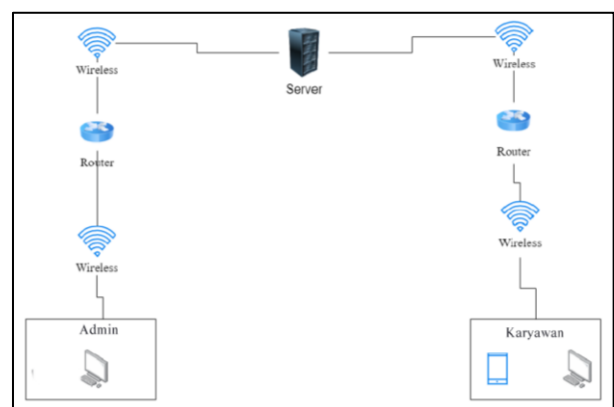 Wireless
Server
Wireless
Router
Router
Wireless
Wireless
Admin
Karyawan